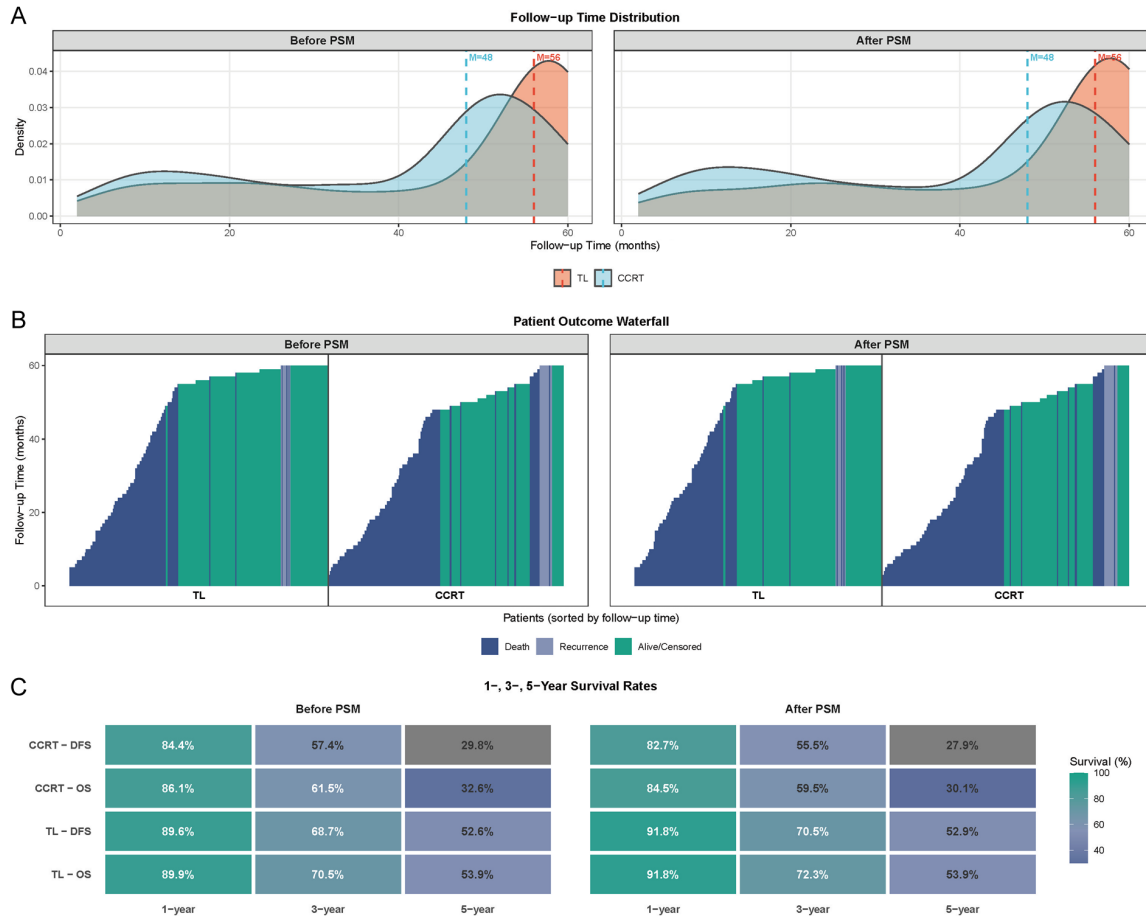 A
Follow-up Time Distribution
Before PSM After PSM
M=48 M=56 M=48 M=56
0.04
0.03
0.02
0.01
0.00
Density
0 20 40 60 0 20 40 60
Follow-up Time (months)
TL CCRT
B
Patient Outcome Waterfall
Before PSM After PSM
60
40
20
0
Follow-up Time (months)
TL CCRT TL CCRT
Patients (sorted by follow-up time)
Death Recurrence Alive/Censored
C
1-, 3-, 5-Year Survival Rates
Before PSM After PSM
CCRT - DFS 84.4% 57.4% 29.8% 82.7% 55.5% 27.9%
CCRT - OS 86.1% 61.5% 32.6% 84.5% 59.5% 30.1%
TL - DFS 89.6% 68.7% 52.6% 91.8% 70.5% 52.9%
TL - OS 89.9% 70.5% 53.9% 91.8% 72.3% 53.9%
1-year 3-year 5-year 1-year 3-year 5-year
Survival (%)
100
80
60
40